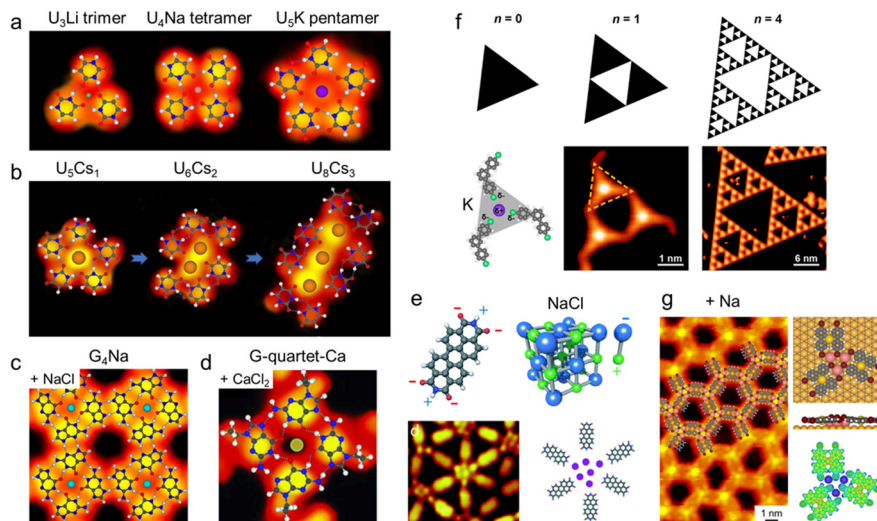 a
U₃Li trimer
U₄Na tetramer
U₅K pentamer
b
U₅Cs₁
U₆Cs₂
U₈Cs₃
c
G₄Na
+ NaCl
d
G-quartet-Ca
+ CaCl₂
f
n = 0
n = 1
n = 4
K
δ-
δ+
δ-
δ-
1 nm
6 nm
e
NaCl
− +
−
− +
−
−
+
d
g
+ Na
1 nm